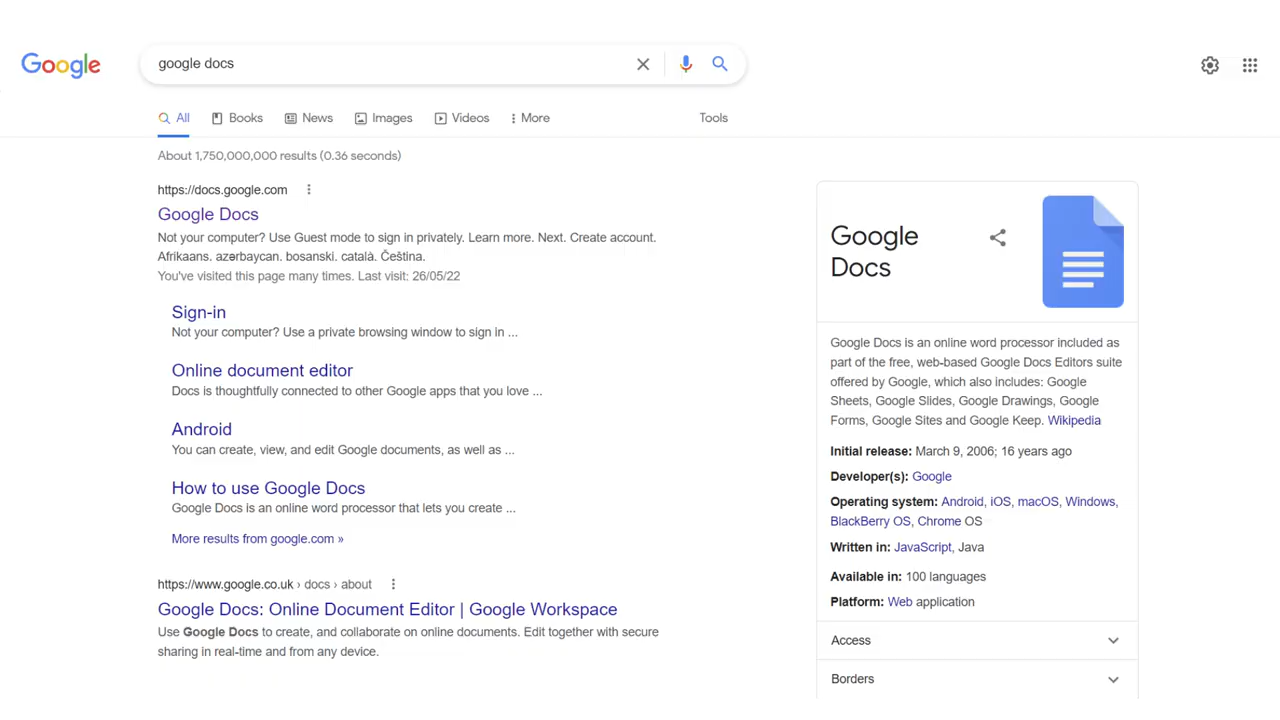 Google
google docs
All Books News Images Videos More Tools
About 1,750,000,000 results (0.36 seconds)
https://docs.google.com
Google Docs
Not your computer? Use Guest mode to sign in privately. Learn more. Next. Create account.
Afrikaans. azərbaycan. bosanski. català. Čeština.
You've visited this page many times. Last visit: 26/05/22
Sign-in
Not your computer? Use a private browsing window to sign in ...
Online document editor
Docs is thoughtfully connected to other Google apps that you love ...
Android
You can create, view, and edit Google documents, as well as ...
How to use Google Docs
Google Docs is an online word processor that lets you create ...
More results from google.com »
https://www.google.co.uk › docs › about
Google Docs: Online Document Editor | Google Workspace
Use Google Docs to create, and collaborate on online documents. Edit together with secure
sharing in real-time and from any device.
Google
Docs
Google Docs is an online word processor included as
part of the free, web-based Google Docs Editors suite
offered by Google, which also includes: Google
Sheets, Google Slides, Google Drawings, Google
Forms, Google Sites and Google Keep. Wikipedia
Initial release: March 9, 2006; 16 years ago
Developer(s): Google
Operating system: Android, iOS, macOS, Windows,
BlackBerry OS, Chrome OS
Written in: JavaScript, Java
Available in: 100 languages
Platform: Web application
Access
Borders